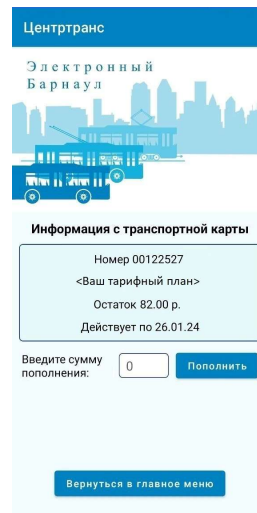 Центртранс
Электронный
Барнаул
Информация с транспортной карты
Номер 00122527
<Ваш тарифный план>
Остаток 82.00 р.
Действует по 26.01.24
Введите сумму
пополнения:
0
Пополнить
Вернуться в главное меню